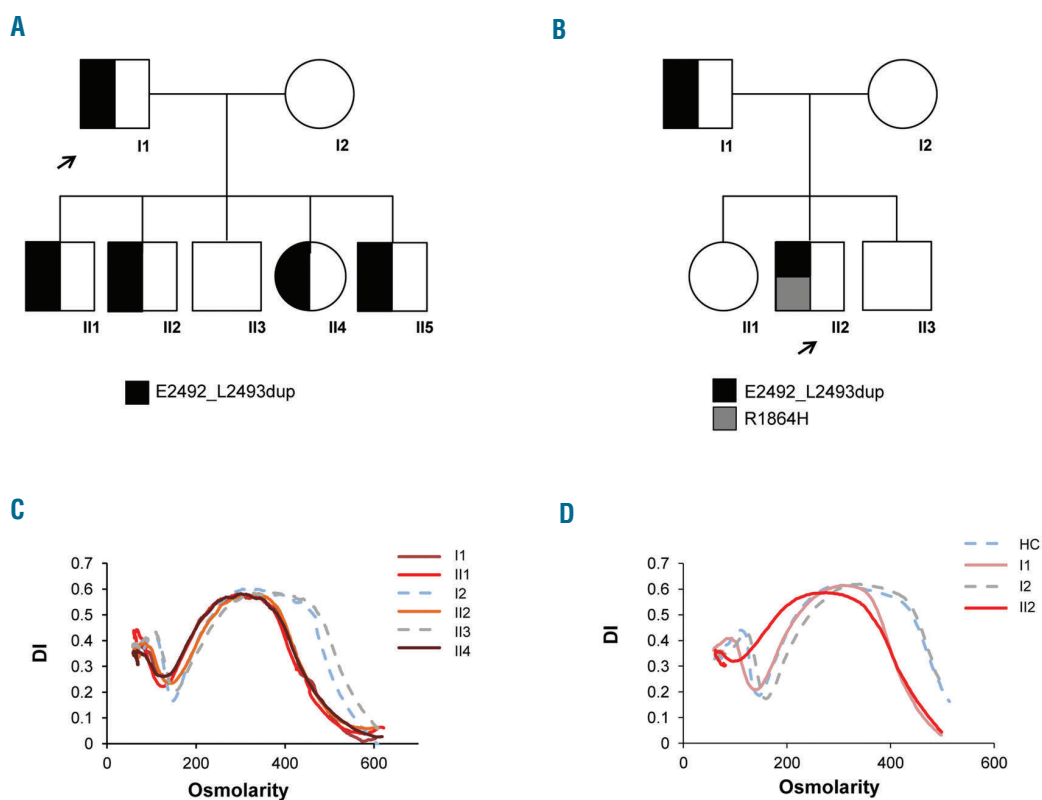 A
I1
I2
II1
II2
II3
II4
II5
E2492_L2493dup
B
I1
I2
II1
II2
II3
E2492_L2493dup
R1864H
C
DI
0.7
0.6
0.5
0.4
0.3
0.2
0.1
0
0 200 400 600
Osmolarity
I1
II1
I2
II2
II3
II4
D
DI
0.7
0.6
0.5
0.4
0.3
0.2
0.1
0
0 200 400 600
Osmolarity
HC
I1
I2
II2